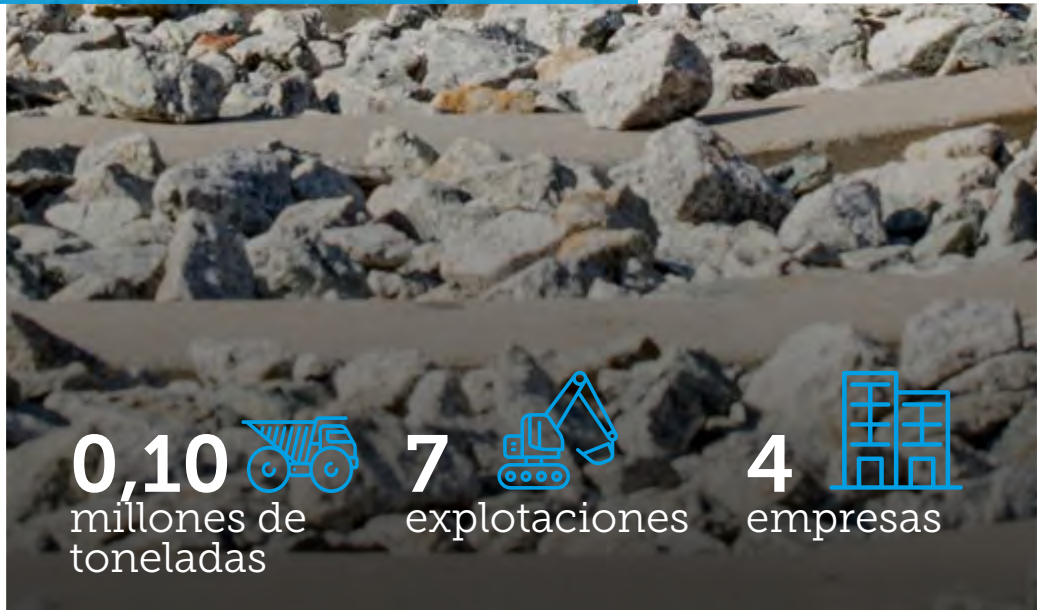 0,10
millones de
toneladas
7
explotaciones
4
empresas